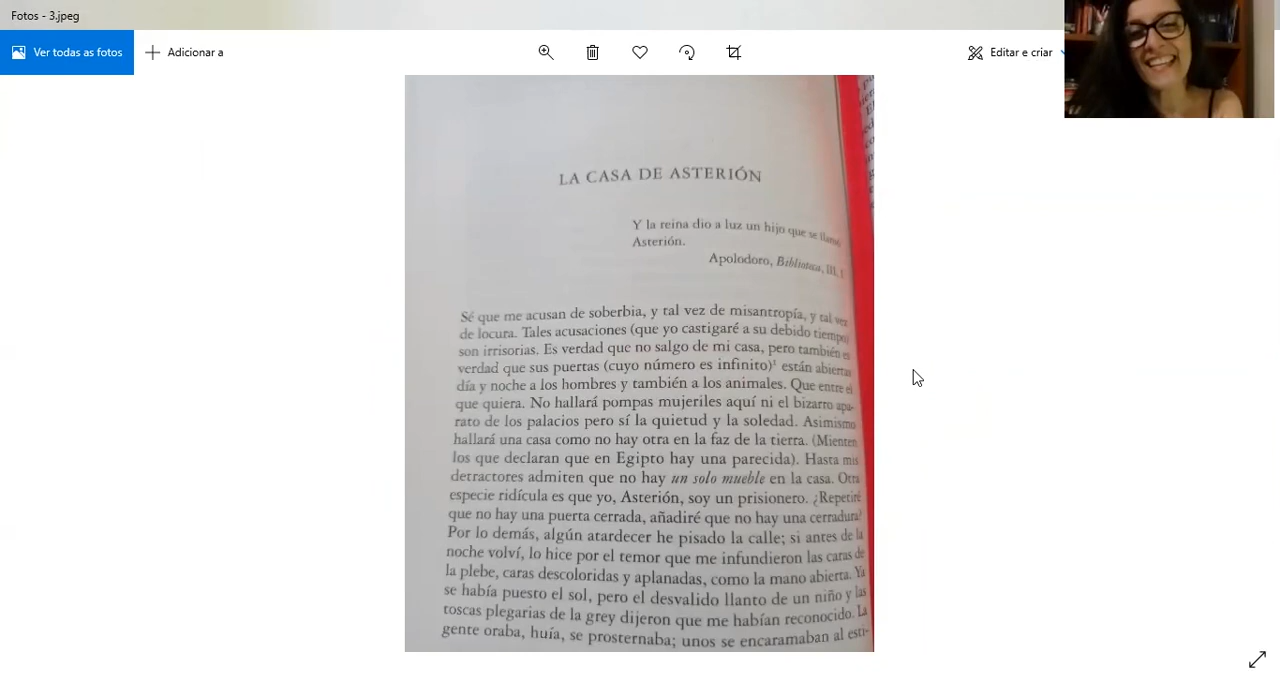 Fotos - 3.jpeg
Ver todas as fotos
Adicionar a
Editar e criar
LA CASA DE ASTERIÓN
Y la reina dio a luz un hijo que se
Asterión.
Apolodoro, Biblioteca, III,
Sé que me acusan de soberbia, y tal vez de misantropía, y tal vez
de locura. Tales acusaciones (que yo castigaré a su debido tiempo)
son irrisorias. Es verdad que no salgo de mi casa, pero también es
verdad que sus puertas (cuyo número es infinito)¹ están abiertas
día y noche a los hombres y también a los animales. Que entre el
que quiera. No hallará pompas mujeriles aquí ni el bizarro apa-
rato de los palacios pero sí la quietud y la soledad. Asimismo
hallará una casa como no hay otra en la faz de la tierra. (Mienten
los que declaran que en Egipto hay una parecida). Hasta mis
detractores admiten que no hay un solo mueble en la casa. Otra
especie ridícula es que yo, Asterión, soy un prisionero. ¿Repetiré
que no hay una puerta cerrada, añadiré que no hay una cerradura?
Por lo demás, algún atardecer he pisado la calle; si antes de la
noche volví, lo hice por el temor que me infundieron las caras de
la plebe, caras descoloridas y aplanadas, como la mano abierta. Ya
se había puesto el sol, pero el desvalido llanto de un niño y las
toscas plegarias de la grey dijeron que me habían reconocido. La
gente oraba, huía, se prosternaba; unos se encaramaban al esti-